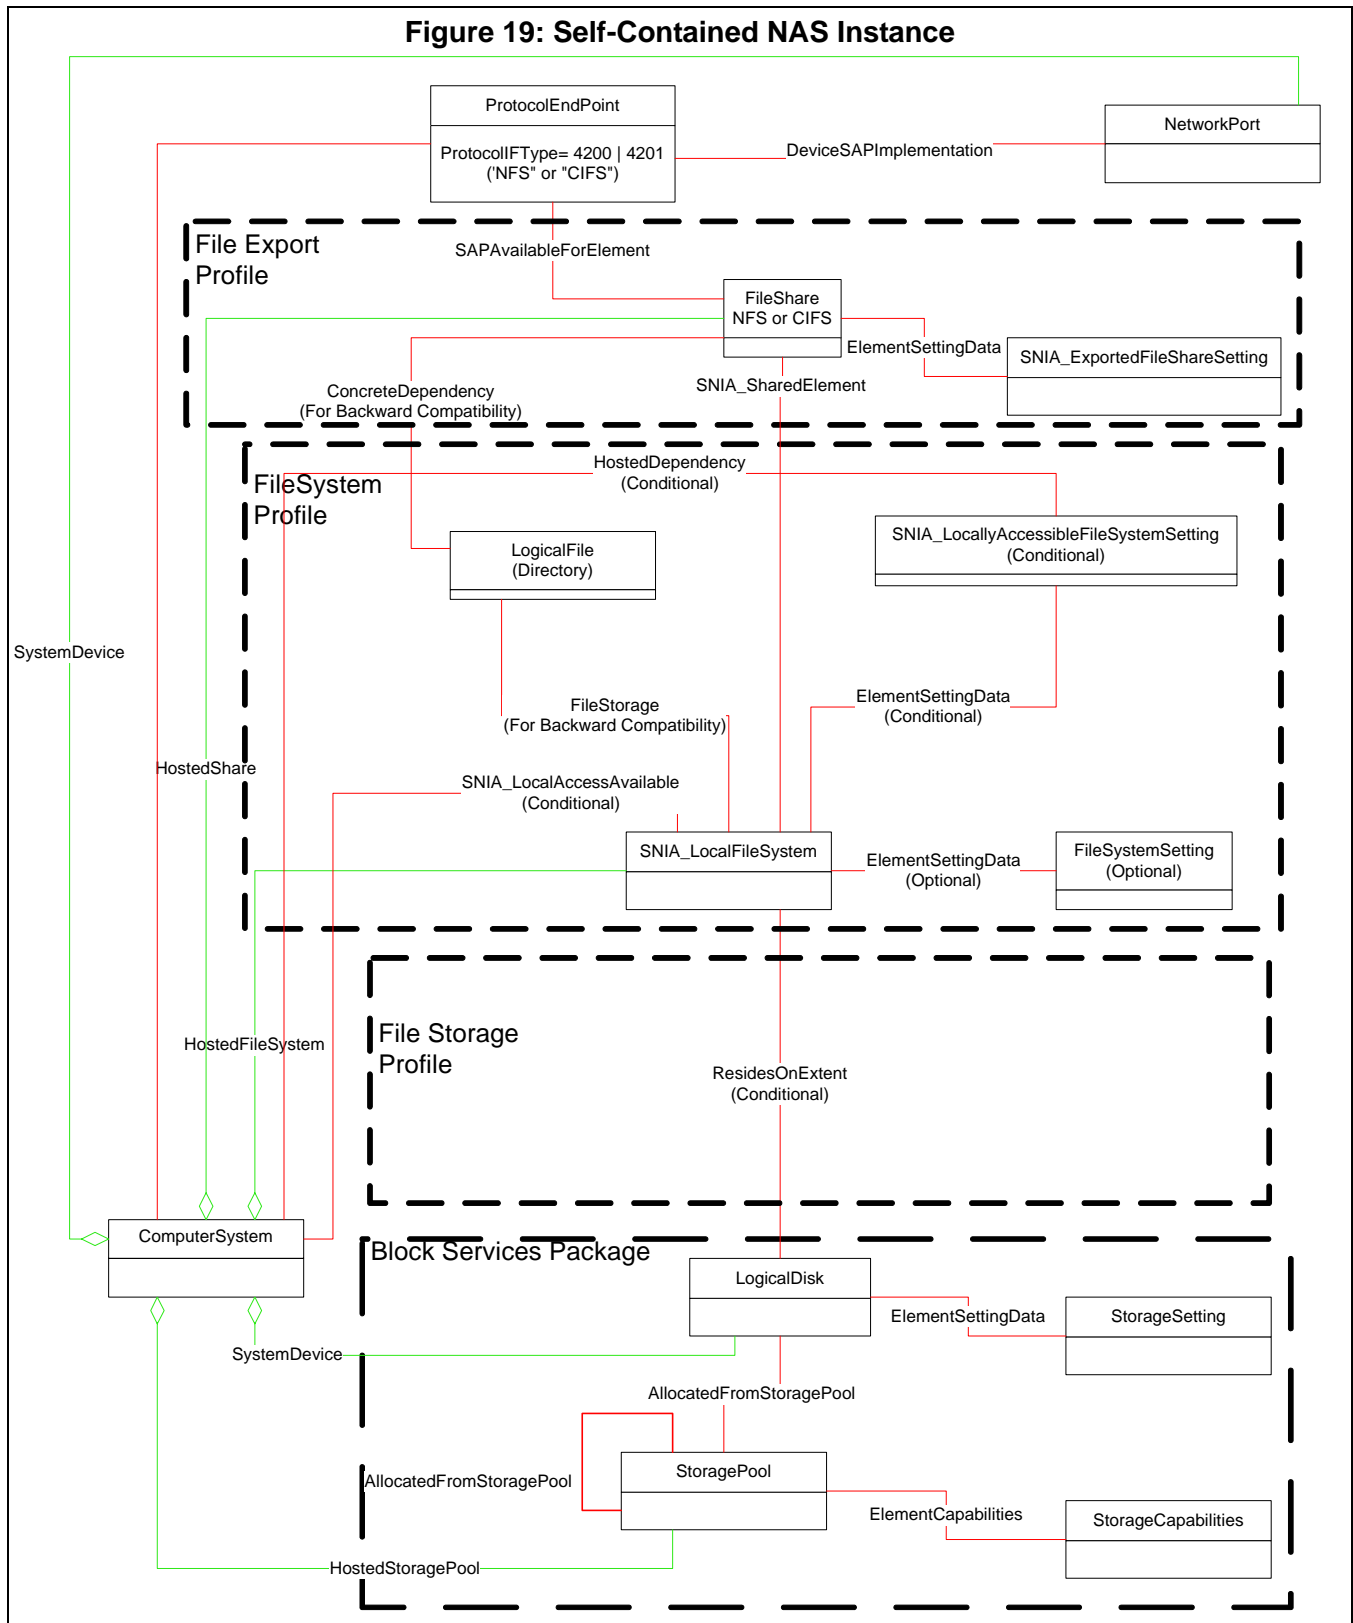 Figure 19: Self-Contained NAS Instance
ProtocolEndPoint
ProtocolIFType= 4200 | 4201
('NFS" or "CIFS")
NetworkPort
DeviceSAPImplementation
File Export
Profile
SAPAvailableForElement
FileShare
NFS or CIFS
ElementSettingData
SNIA_ExportedFileShareSetting
SNIA_SharedElement
ConcreteDependency
(For Backward Compatibility)
FileSystem
Profile
HostedDependency
(Conditional)
LogicalFile
(Directory)
SNIA_LocallyAccessibleFileSystemSetting
(Conditional)
SystemDevice
FileStorage
(For Backward Compatibility)
ElementSettingData
(Conditional)
HostedShare
SNIA_LocalAccessAvailable
(Conditional)
SNIA_LocalFileSystem
ElementSettingData
(Optional)
FileSystemSetting
(Optional)
HostedFileSystem
File Storage
Profile
ResidesOnExtent
(Conditional)
ComputerSystem
Block Services Package
LogicalDisk
ElementSettingData
StorageSetting
SystemDevice
AllocatedFromStoragePool
AllocatedFromStoragePool
StoragePool
ElementCapabilities
StorageCapabilities
HostedStoragePool